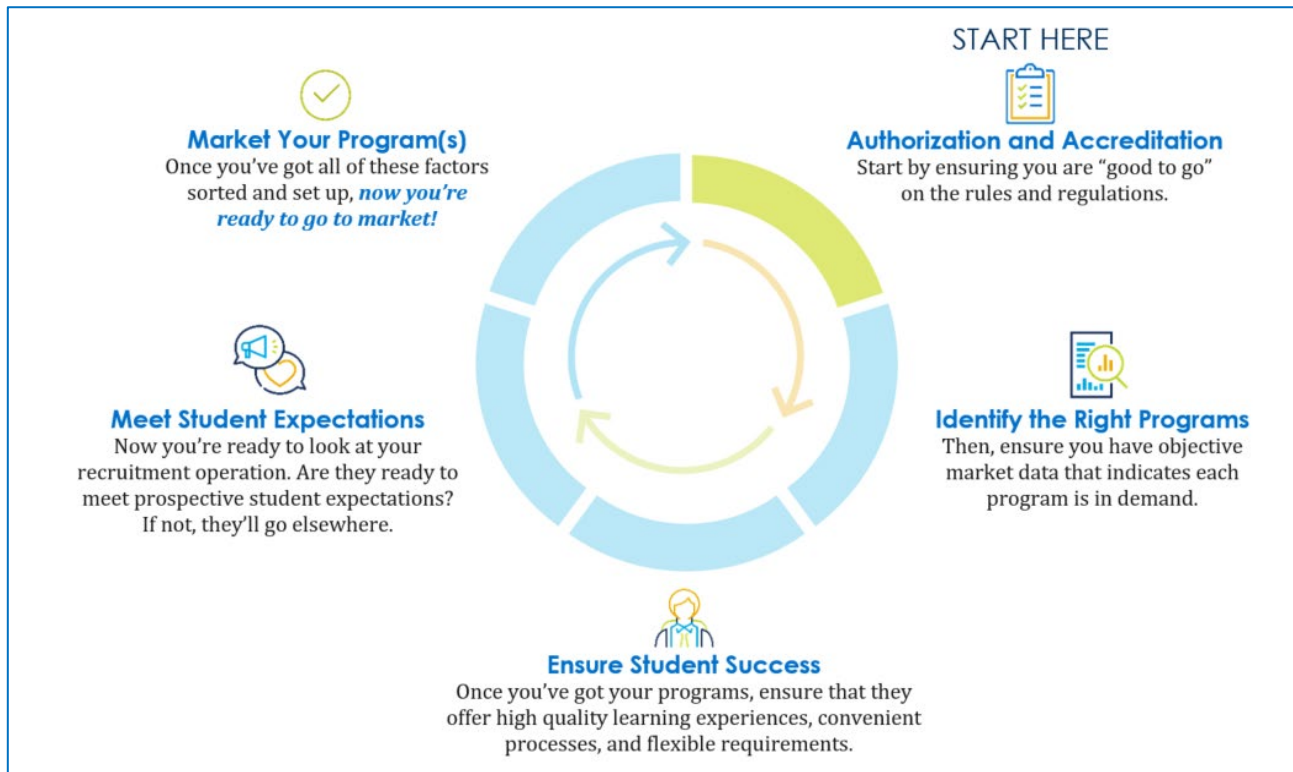 START HERE
Authorization and Accreditation
Start by ensuring you are “good to go”
on the rules and regulations.
Identify the Right Programs
Then, ensure you have objective
market data that indicates each
program is in demand.
Ensure Student Success
Once you’ve got your programs, ensure that they
offer high quality learning experiences, convenient
processes, and flexible requirements.
Meet Student Expectations
Now you’re ready to look at your
recruitment operation. Are they ready to
meet prospective student expectations?
If not, they’ll go elsewhere.
Market Your Program(s)
Once you’ve got all of these factors
sorted and set up, now you’re
ready to go to market!